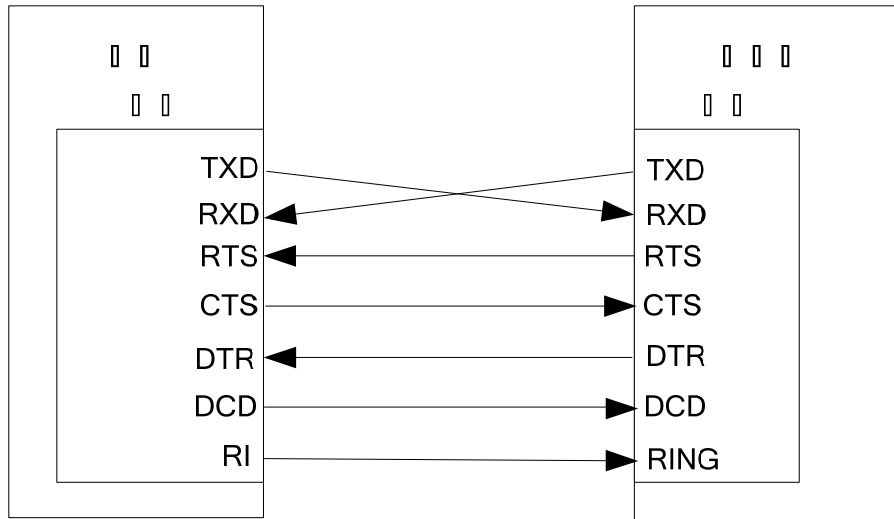 TXD
RXD
RTS
CTS
DTR
DCD
RI
TXD
RXD
RTS
CTS
DTR
DCD
RING